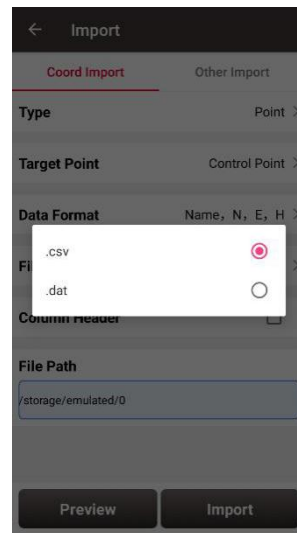 Import
Coord Import Other Import
Type Point
Target Point Control Point
Data Format Name, N, E, H
.csv
.dat
Column Header
File Path
/storage/emulated/0
Preview Import